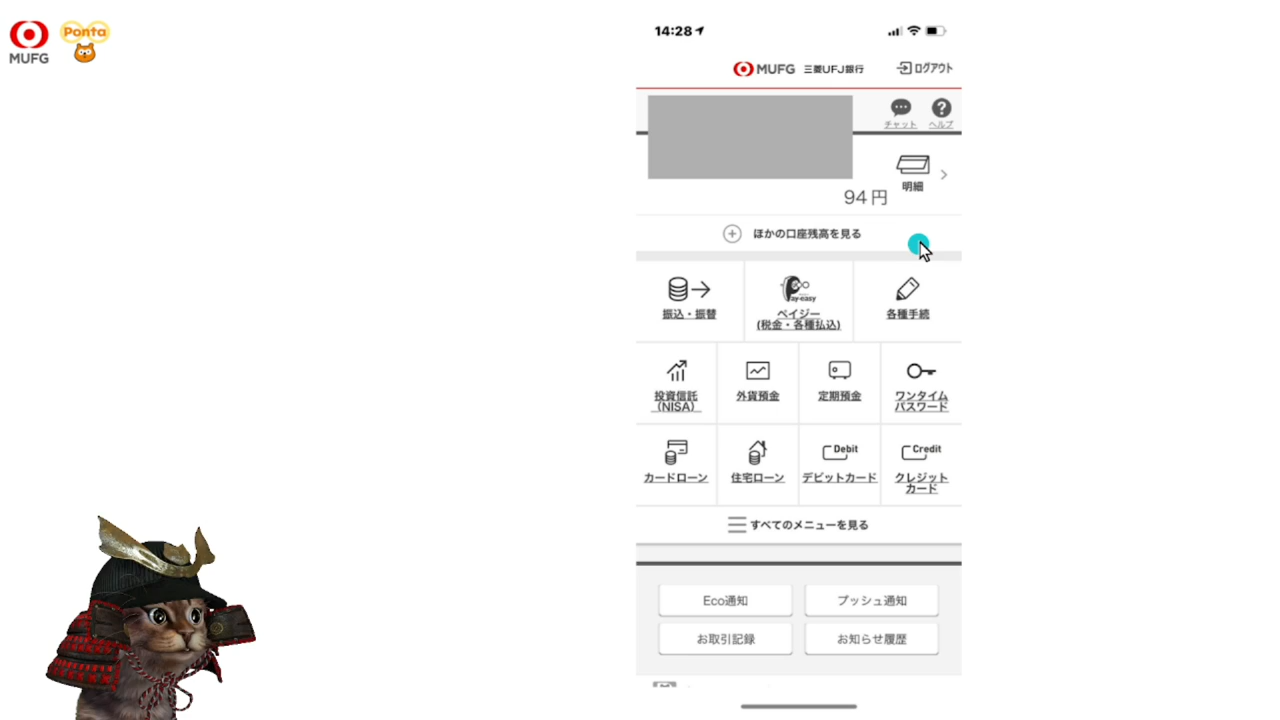 MUFG
Ponta
14:28
MUFG 三菱UFJ銀行
ログアウト
チャット
ヘルプ
明細
94円
ほかの口座残高を見る
振込・振替
Pay-easy
ペイジー
(税金・各種払込)
各種手続
投資信託
(NISA)
外貨預金
定期預金
ワンタイム
パスワード
カードローン
住宅ローン
Debit
デビットカード
Credit
クレジット
カード
すべてのメニューを見る
Eco通知
プッシュ通知
お取引記録
お知らせ履歴